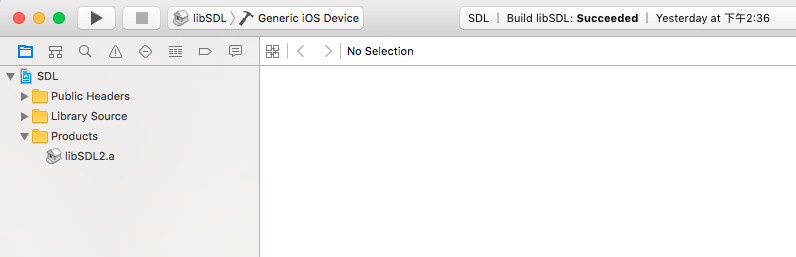 libSDL 〉 Generic iOS Device
SDL | Build libSDL: Succeeded | Yesterday at 下午2:36
No Selection
SDL
Public Headers
Library Source
Products
libSDL2.a